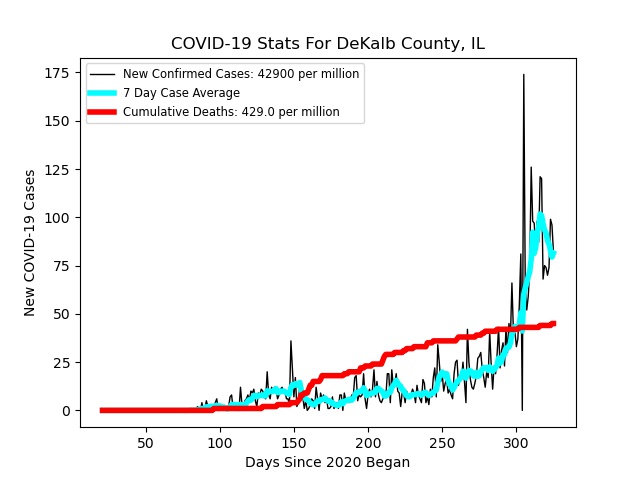 COVID-19 Stats For DeKalb County, IL
New Confirmed Cases: 42900 per million
7 Day Case Average
Cumulative Deaths: 429.0 per million
New COVID-19 Cases
175
150
125
100
75
50
25
0
50
100
150
200
250
300
Days Since 2020 Began